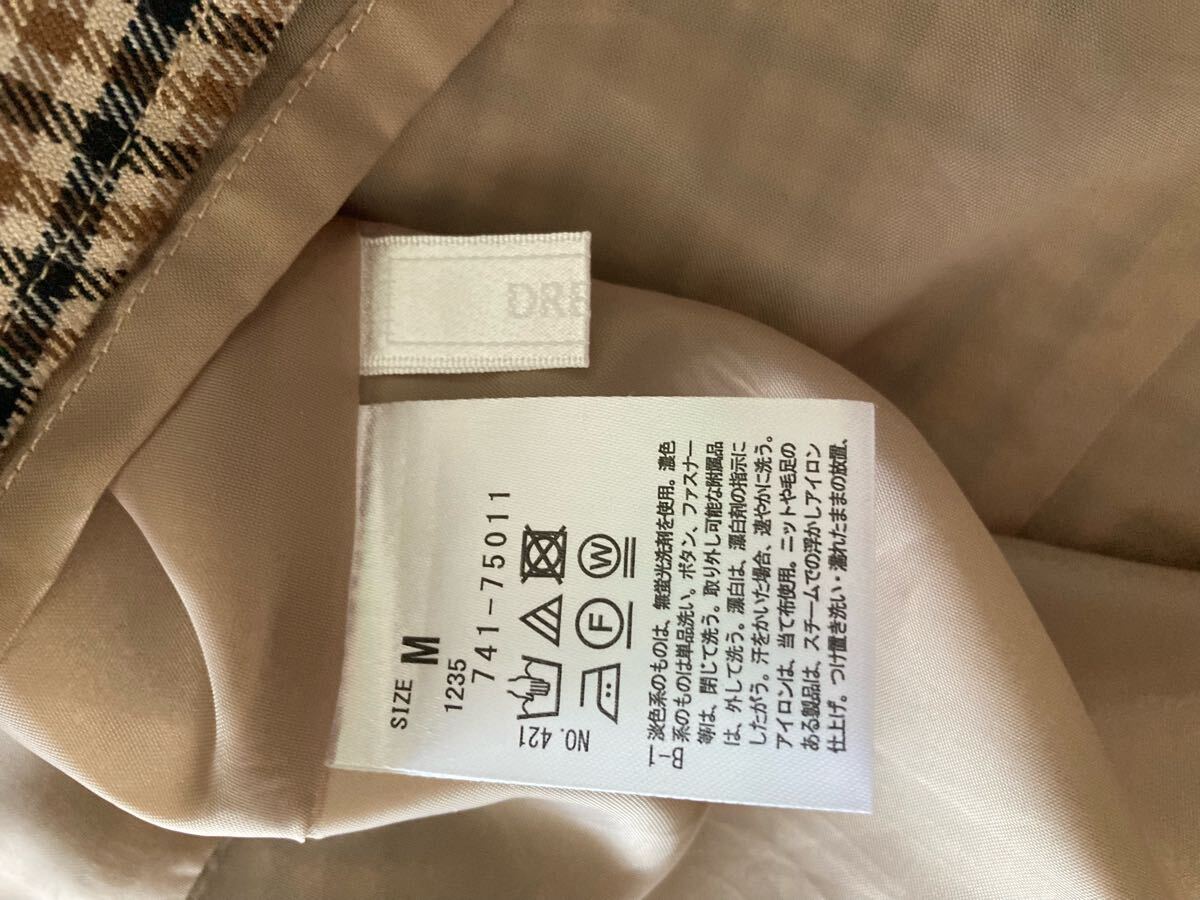 DRE
SIZE M
1235
741-75011
NO. 421
W
F
淡色系のものは、無蛍光洗剤を使用。濃色
系のものは単品洗い。ボタン、ファスナー
等は、閉じて洗う。取り外し可能な附属品
は、外して洗う。漂白は、漂白剤の指示に
したがう。汗をかいた場合、速やかに洗う。
アイロンは、当て布使用。ニットや毛足の
ある製品は、スチームでの浮かしアイロン
仕上げ。つけ置き洗い・濡れたままの放置、